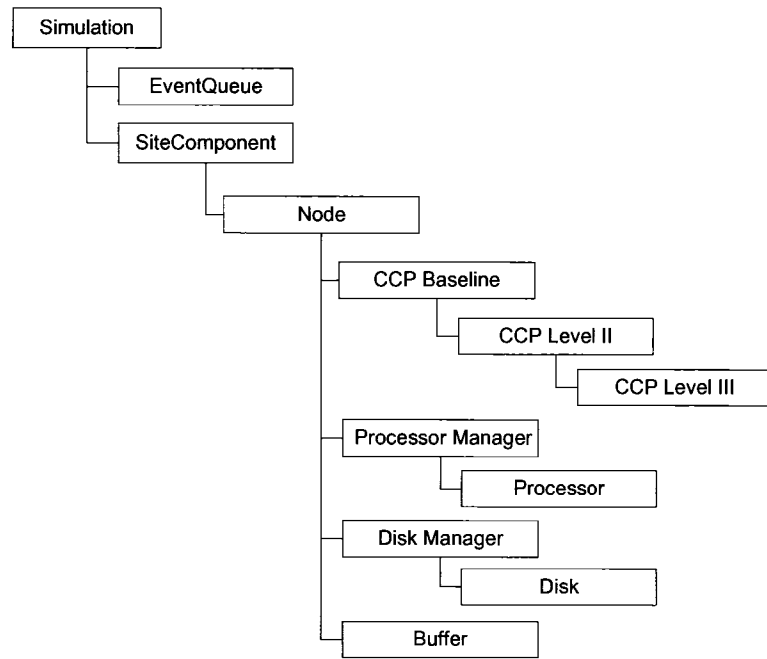 Simulation
EventQueue
SiteComponent
Node
CCP Baseline
CCP Level II
CCP Level III
Processor Manager
Processor
Disk Manager
Disk
Buffer